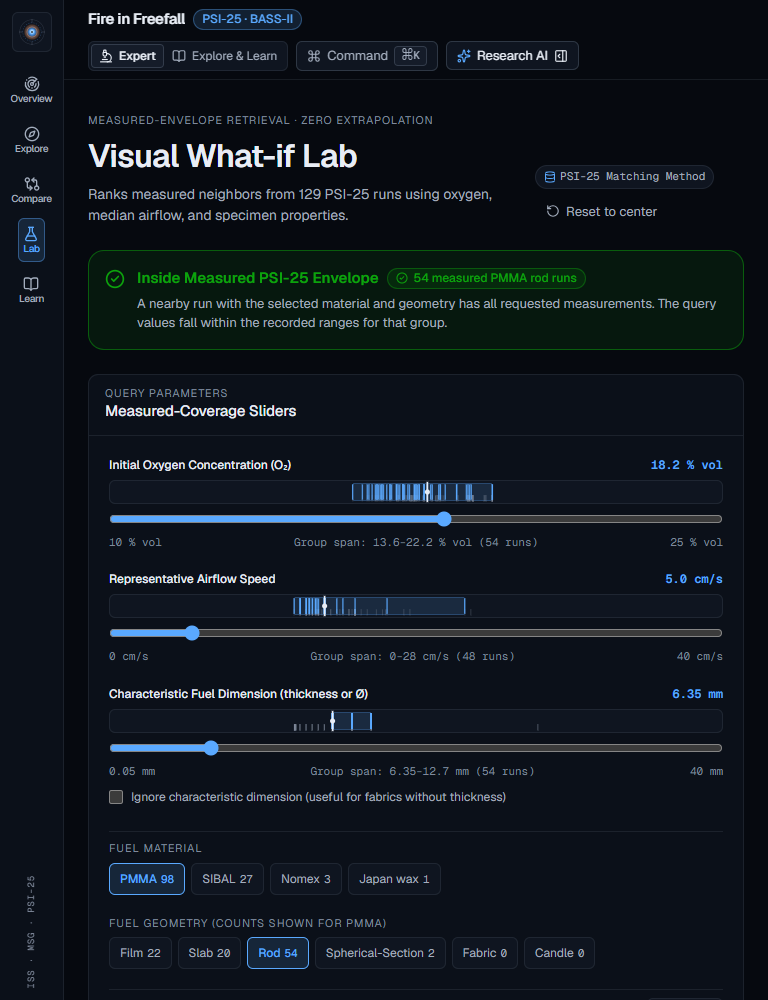 Fire in Freefall PSI-25 · BASS-II
Expert Explore & Learn Command ⌘K Research AI
Overview
Explore
Compare
Lab
Learn
ISS · MSG · PSI-25
MEASURED-ENVELOPE RETRIEVAL · ZERO EXTRAPOLATION
Visual What-if Lab
Ranks measured neighbors from 129 PSI-25 runs using oxygen,
median airflow, and specimen properties.
PSI-25 Matching Method
Reset to center
Inside Measured PSI-25 Envelope 54 measured PMMA rod runs
A nearby run with the selected material and geometry has all requested measurements. The query
values fall within the recorded ranges for that group.
QUERY PARAMETERS
Measured-Coverage Sliders
Initial Oxygen Concentration (O₂) 18.2 % vol
10 % vol Group span: 13.6–22.2 % vol (54 runs) 25 % vol
Representative Airflow Speed 5.0 cm/s
0 cm/s Group span: 0–28 cm/s (48 runs) 40 cm/s
Characteristic Fuel Dimension (thickness or Ø) 6.35 mm
0.05 mm Group span: 6.35–12.7 mm (54 runs) 40 mm
Ignore characteristic dimension (useful for fabrics without thickness)
FUEL MATERIAL
PMMA 98 SIBAL 27 Nomex 3 Japan wax 1
FUEL GEOMETRY (COUNTS SHOWN FOR PMMA)
Film 22 Slab 20 Rod 54 Spherical-Section 2 Fabric 0 Candle 0